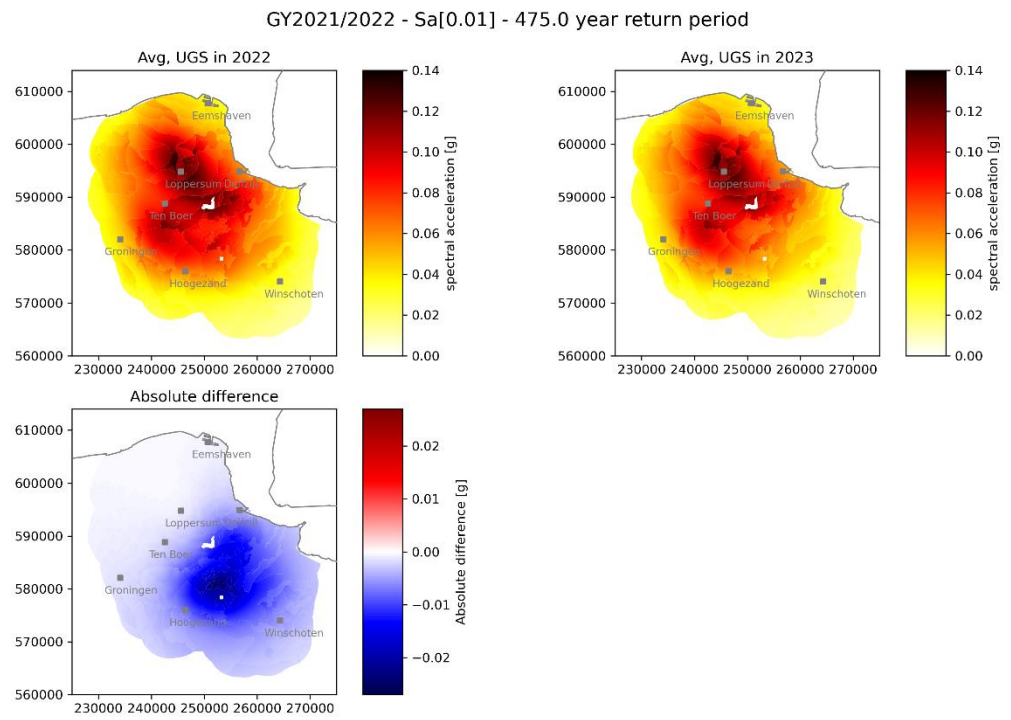 GY2021/2022 - Sa[0.01] - 475.0 year return period
Avg, UGS in 2022
610000
600000
590000
580000
570000
560000
230000 240000 250000 260000 270000
Eemshaven
Loppersum Delfzijl
Ten Boer
Groningen
Hoogezand
Winschoten
0.14
0.12
0.10
0.08
0.06
0.04
0.02
0.00
spectral acceleration [g]
Avg, UGS in 2023
610000
600000
590000
580000
570000
560000
230000 240000 250000 260000 270000
Eemshaven
Loppersum Delfzijl
Ten Boer
Groningen
Hoogezand
Winschoten
0.14
0.12
0.10
0.08
0.06
0.04
0.02
0.00
spectral acceleration [g]
Absolute difference
610000
600000
590000
580000
570000
560000
230000 240000 250000 260000 270000
Eemshaven
Loppersum Delfzijl
Ten Boer
Groningen
Hoogezand
Winschoten
0.02
0.01
0.00
−0.01
−0.02
Absolute difference [g]